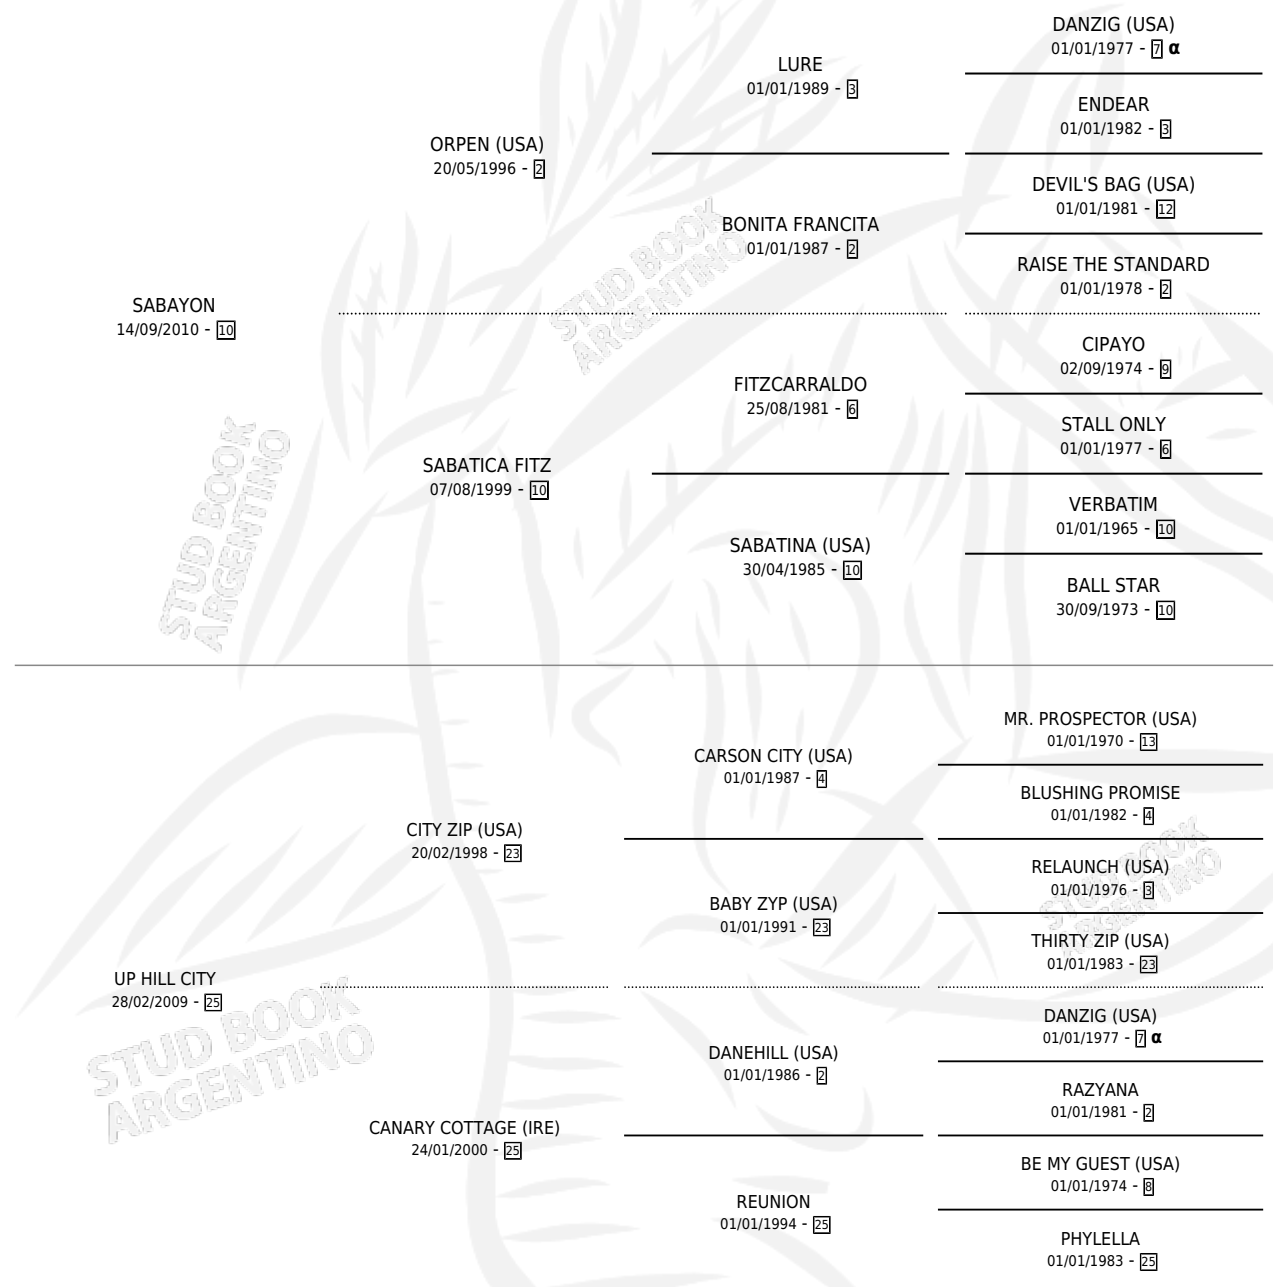 DANZIG (USA)
01/01/1977 - 7 α
LURE
01/01/1989 - 3
ENDEAR
01/01/1982 - 3
ORPEN (USA)
20/05/1996 - 2
DEVIL'S BAG (USA)
01/01/1981 - 12
BONITA FRANCITA
01/01/1987 - 2
RAISE THE STANDARD
01/01/1978 - 2
SABAYON
14/09/2010 - 10
CIPAYO
02/09/1974 - 9
FITZCARRALDO
25/08/1981 - 6
STALL ONLY
01/01/1977 - 6
SABATICA FITZ
07/08/1999 - 10
VERBATIM
01/01/1965 - 10
SABATINA (USA)
30/04/1985 - 10
BALL STAR
30/09/1973 - 10
MR. PROSPECTOR (USA)
01/01/1970 - 13
CARSON CITY (USA)
01/01/1987 - 4
BLUSHING PROMISE
01/01/1982 - 4
CITY ZIP (USA)
20/02/1998 - 23
RELAUNCH (USA)
01/01/1976 - 3
BABY ZYP (USA)
01/01/1991 - 23
THIRTY ZIP (USA)
01/01/1983 - 23
UP HILL CITY
28/02/2009 - 25
DANZIG (USA)
01/01/1977 - 7 α
DANEHILL (USA)
01/01/1986 - 2
RAZYANA
01/01/1981 - 2
CANARY COTTAGE (IRE)
24/01/2000 - 25
BE MY GUEST (USA)
01/01/1974 - 8
REUNION
01/01/1994 - 25
PHYLELLA
01/01/1983 - 25
STUD BOOK
ARGENTINO
STUD BOOK
ARGENTINO
STUD BOOK
ARGENTINO
STUD BOOK
ARGENTINO